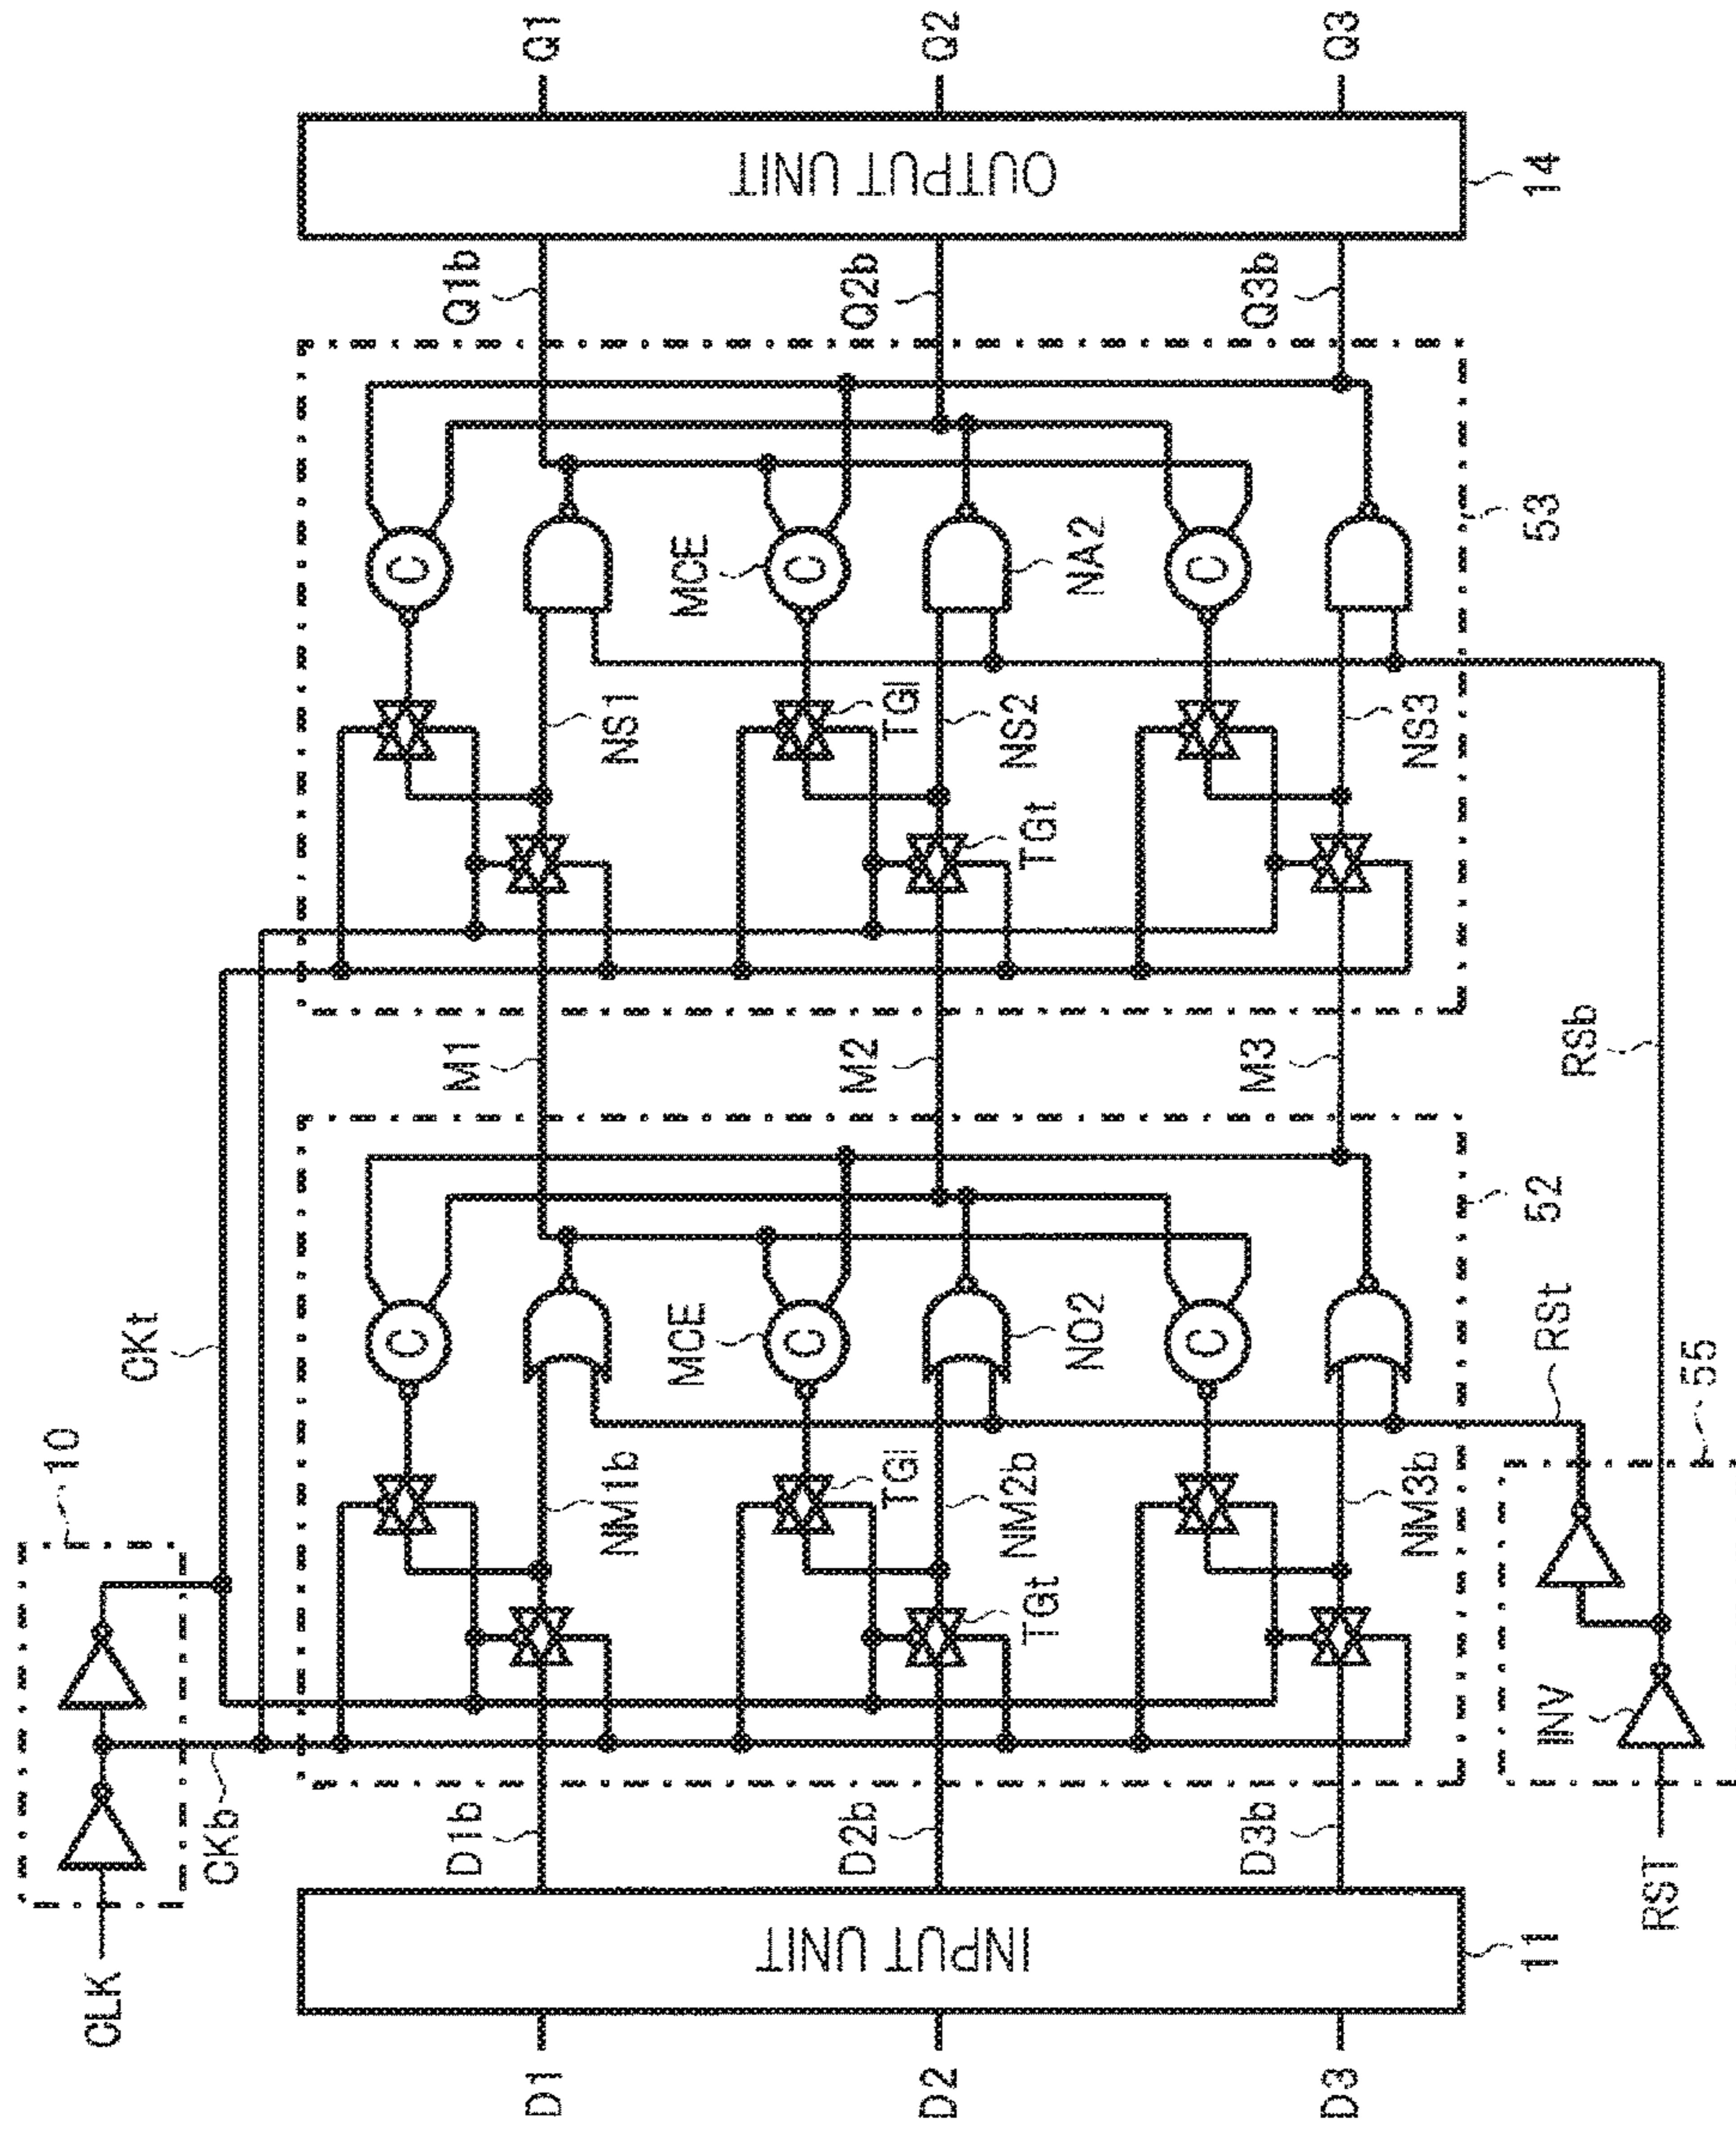 CLK
10
CKb
CKt
D1
D2
D3
INPUT UNIT
11
D1b
D2b
D3b
TGt
TGl
NM1b
NM2b
NM3b
C
C
C
MCE
NO2
52
M1
M2
M3
TGt
TGl
NS1
NS2
NS3
C
C
C
MCE
NA2
53
Q1b
Q2b
Q3b
OUTPUT UNIT
14
Q1
Q2
Q3
RST
INV
55
RSt
RSb